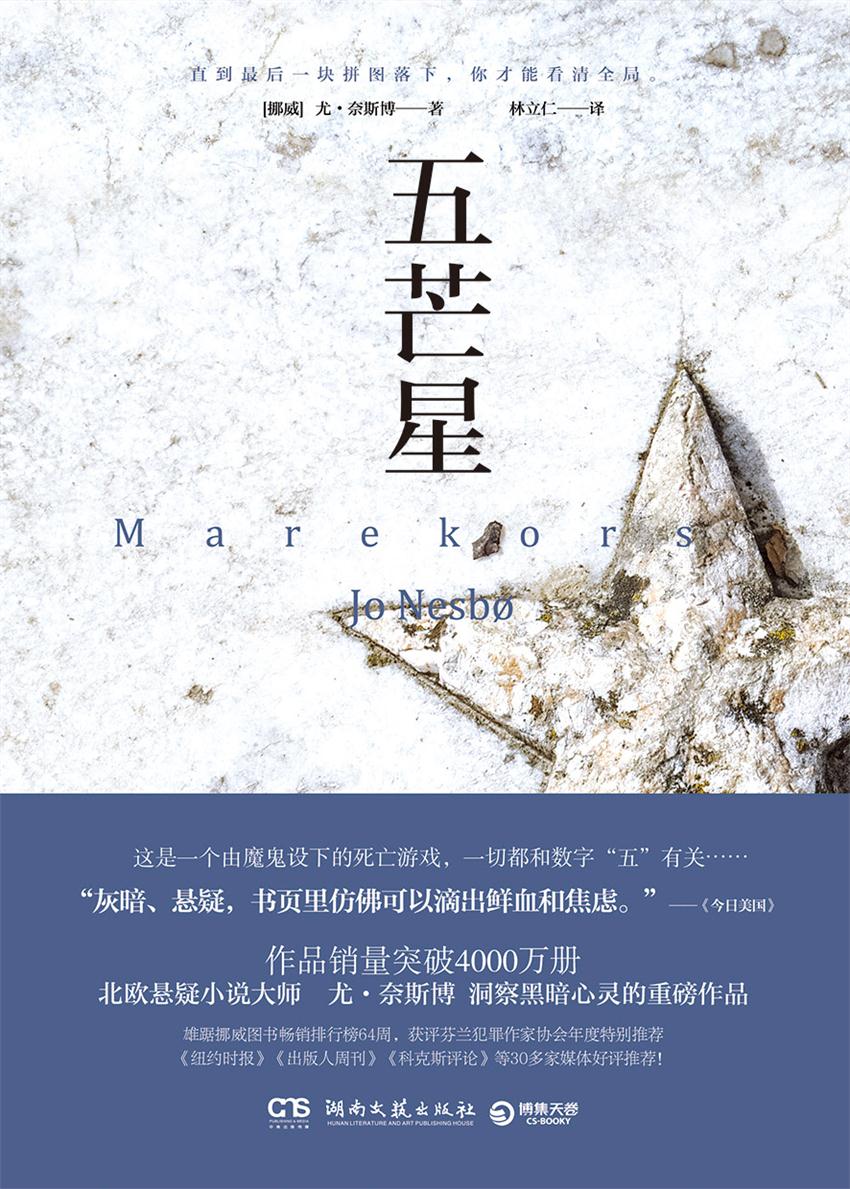 直到最后一块拼图落下，你才能看清全局。
[挪威] 尤·奈斯博——著 林立仁——译
五芒星
Marekors
Jo Nesbø
这是一个由魔鬼设下的死亡游戏，一切都和数字“五”有关……
“灰暗、悬疑，书页里仿佛可以滴出鲜血和焦虑。”——《今日美国》
作品销量突破4000万册
北欧悬疑小说大师 尤·奈斯博 洞察黑暗心灵的重磅作品
雄踞挪威图书畅销排行榜64周，获评芬兰犯罪作家协会年度特别推荐
《纽约时报》《出版人周刊》《科克斯评论》等30多家媒体好评推荐！
CNS PUBLISHING & MEDIA 中南出版传媒
湖南文艺出版社 HUNAN LITERATURE AND ART PUBLISHING HOUSE
博集天卷 CS-BOOKY